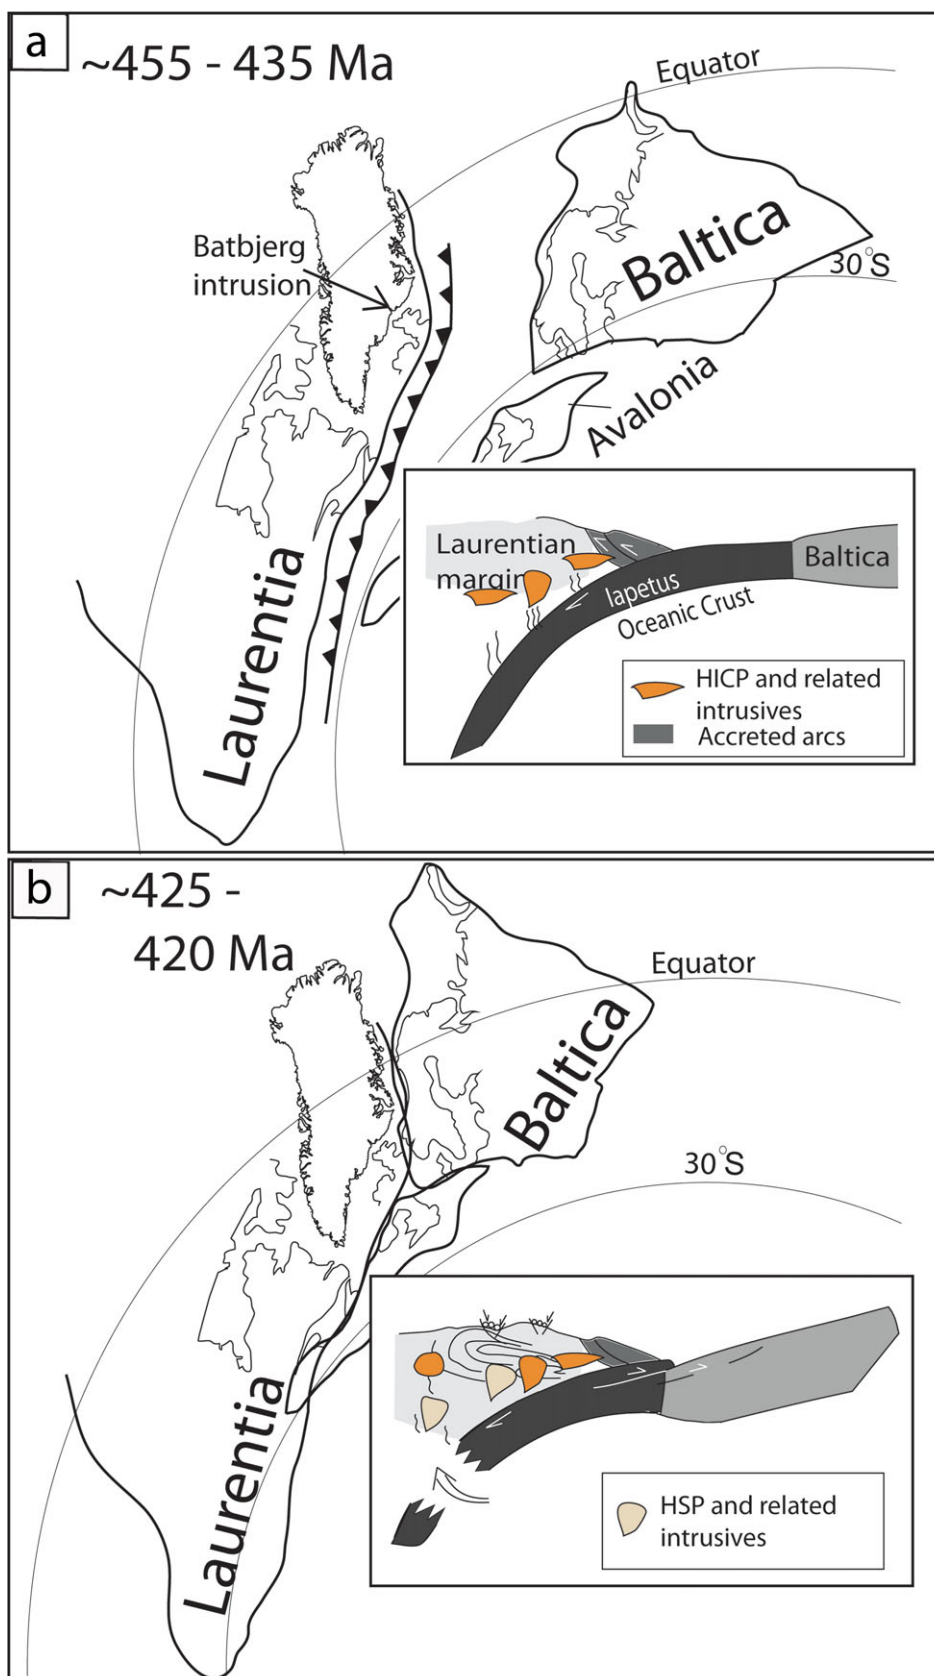 a
~455 - 435 Ma
Equator
Batbjerg
intrusion
Baltica
30°S
Avalonia
Laurentia
Laurentian
margin
Iapetus
Oceanic Crust
Baltica
HICP and related
intrusives
Accreted arcs
b
~425 -
420 Ma
Equator
Baltica
30°S
Laurentia
HSP and related
intrusives